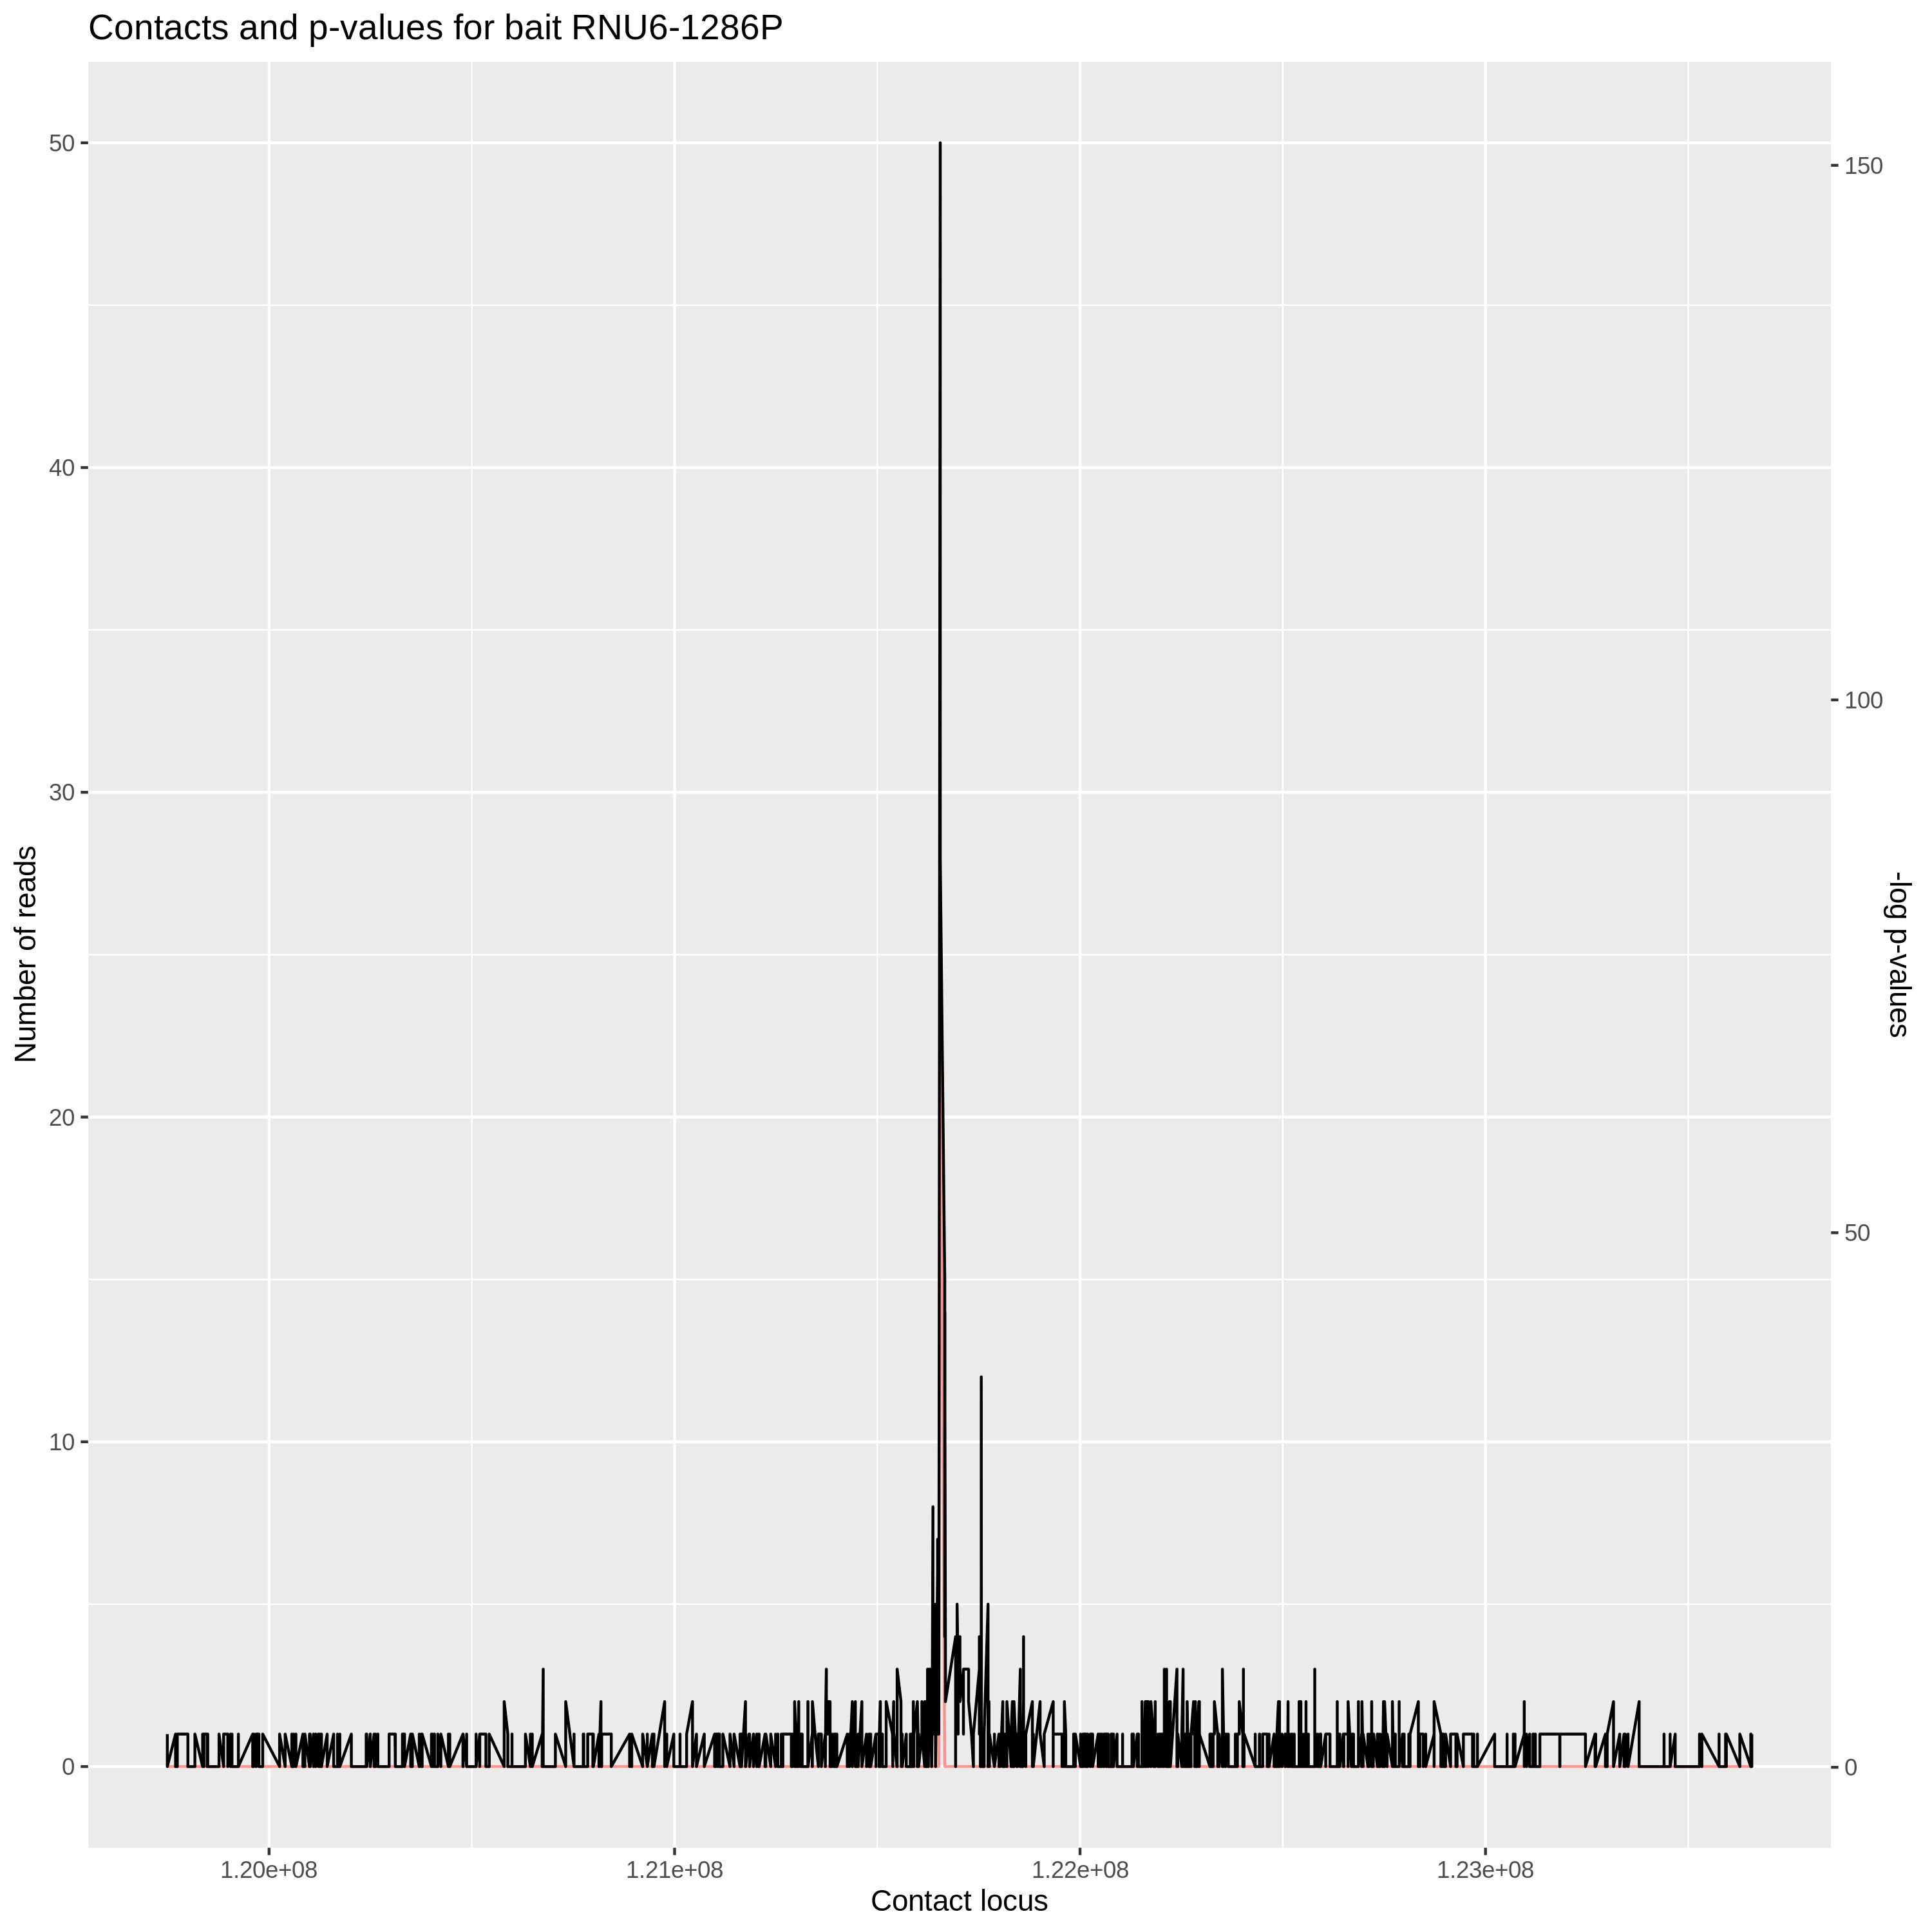 Contacts and p-values for bait RNU6-1286P
50
40
30
20
10
0
Number of reads
150
100
50
0
-log p-values
1.20e+08
1.21e+08
1.22e+08
1.23e+08
Contact locus